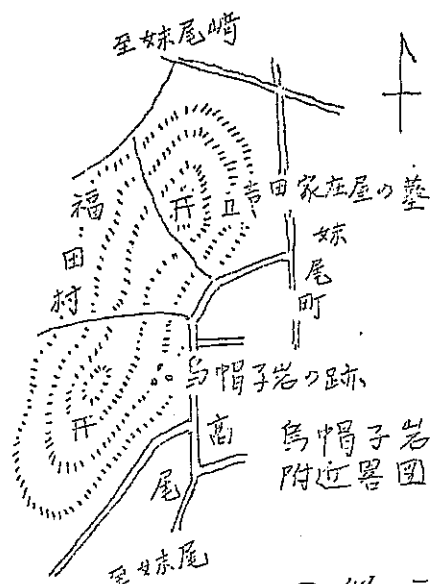 至妹尾崎
吉田家庄屋の墓
福田村
妹尾町
烏帽子岩の跡
高尾
烏帽子岩
附近畧図
至妹尾